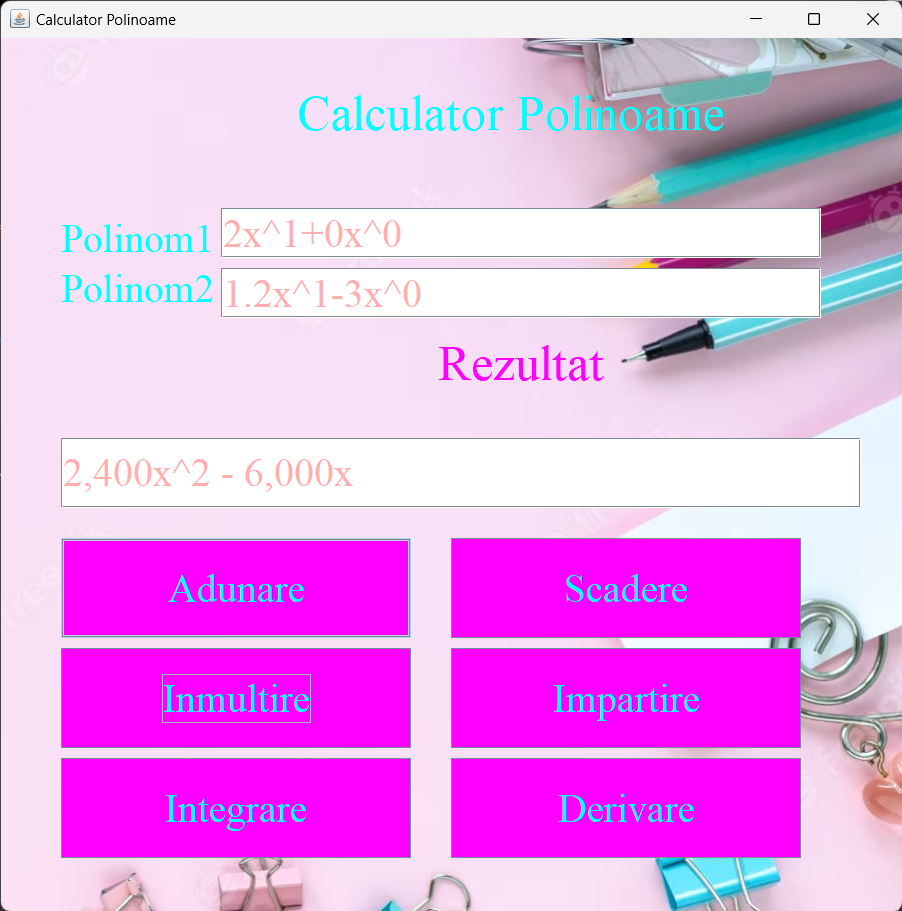 Calculator Polinoame
Calculator Polinoame
Polinom1 2x^1+0x^0
Polinom2 1.2x^1-3x^0
Rezultat
2,400x^2 - 6,000x
Adunare Scadere
Inmultire Impartire
Integrare Derivare